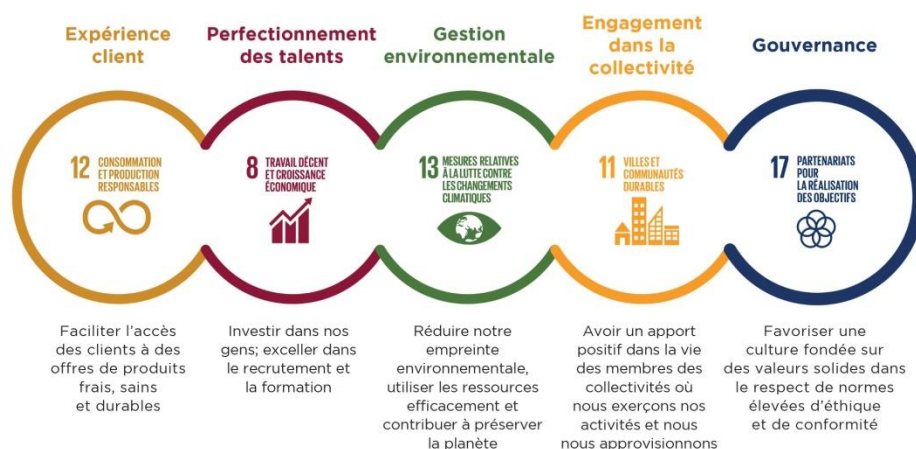 Expérience
client
12 CONSOMMATION
ET PRODUCTION
RESPONSABLES
Faciliter l'accès
des clients à des
offres de produits
frais, sains
et durables
Perfectionnement
des talents
8 TRAVAIL DÉCENT
ET CROISSANCE
ÉCONOMIQUE
Investir dans nos
gens; exceller dans
le recrutement et
la formation
Gestion
environnementale
13 MESURES RELATIVES
À LA LUTTE CONTRE
LES CHANGEMENTS
CLIMATIQUES
Réduire notre
empreinte
environnementale,
utiliser les ressources
efficacement et
contribuer à préserver
la planète
Engagement
dans la
collectivité
11 VILLES ET
COMMUNAUTÉS
DURABLES
Avoir un apport
positif dans la vie
des membres des
collectivités où
nous exerçons nos
activités et nous
nous approvisionnons
Gouvernance
17 PARTENARIATS
POUR
LA RÉALISATION
DES OBJECTIFS
Favoriser une
culture fondée sur
des valeurs solides dans
le respect de normes
élevées d'éthique
et de conformité